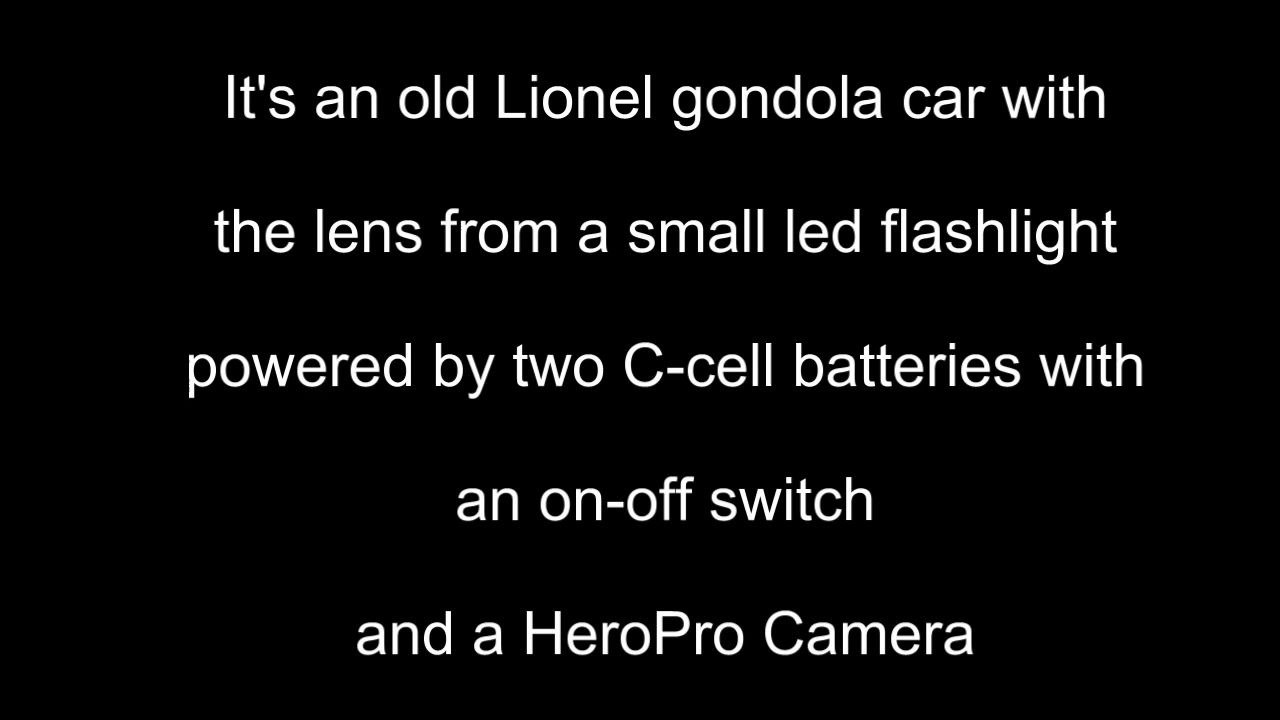 It's an old Lionel gondola car with
the lens from a small led flashlight
powered by two C-cell batteries with
an on-off switch
and a HeroPro Camera